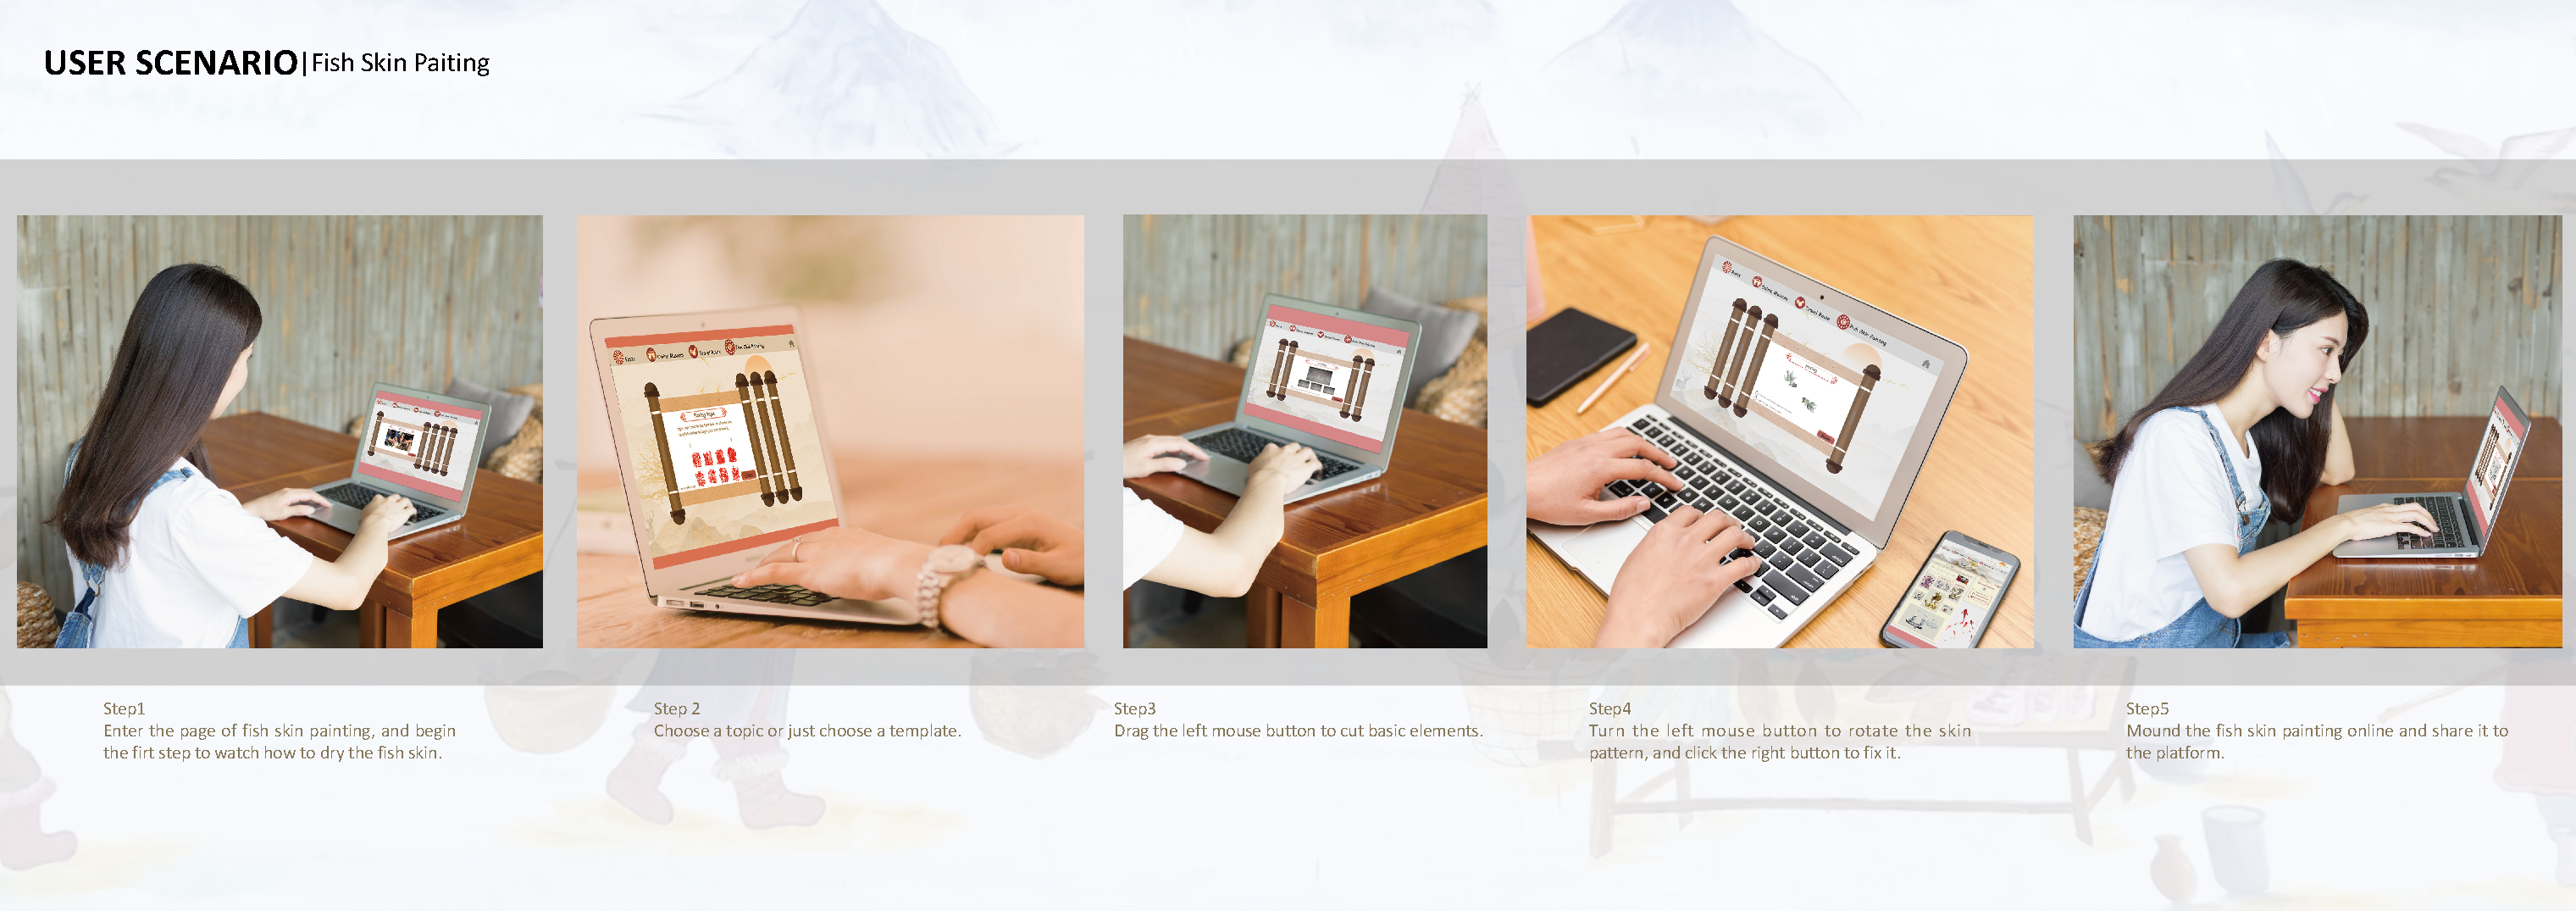 USER SCENARIO|Fish Skin Paiting
Step1
Enter the page of fish skin painting, and begin
the firt step to watch how to dry the fish skin.
Step 2
Choose a topic or just choose a template.
Step3
Drag the left mouse button to cut basic elements.
Step4
Turn the left mouse button to rotate the skin
pattern, and click the right button to fix it.
Step5
Mound the fish skin painting online and share it to
the platform.